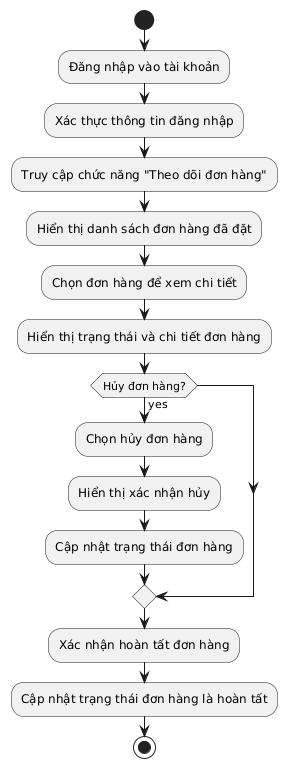 Đăng nhập vào tài khoản
Xác thực thông tin đăng nhập
Truy cập chức năng "Theo dõi đơn hàng"
Hiển thị danh sách đơn hàng đã đặt
Chọn đơn hàng để xem chi tiết
Hiển thị trạng thái và chi tiết đơn hàng
Hủy đơn hàng?
yes
Chọn hủy đơn hàng
Hiển thị xác nhận hủy
Cập nhật trạng thái đơn hàng
Xác nhận hoàn tất đơn hàng
Cập nhật trạng thái đơn hàng là hoàn tất